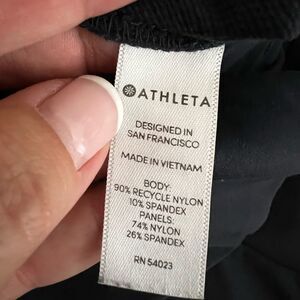 ATHLETA
DESIGNED IN
SAN FRANCISCO
MADE IN VIETNAM
BODY:
90% RECYCLE NYLON
10% SPANDEX
PANELS:
74% NYLON
26% SPANDEX
RN 54023